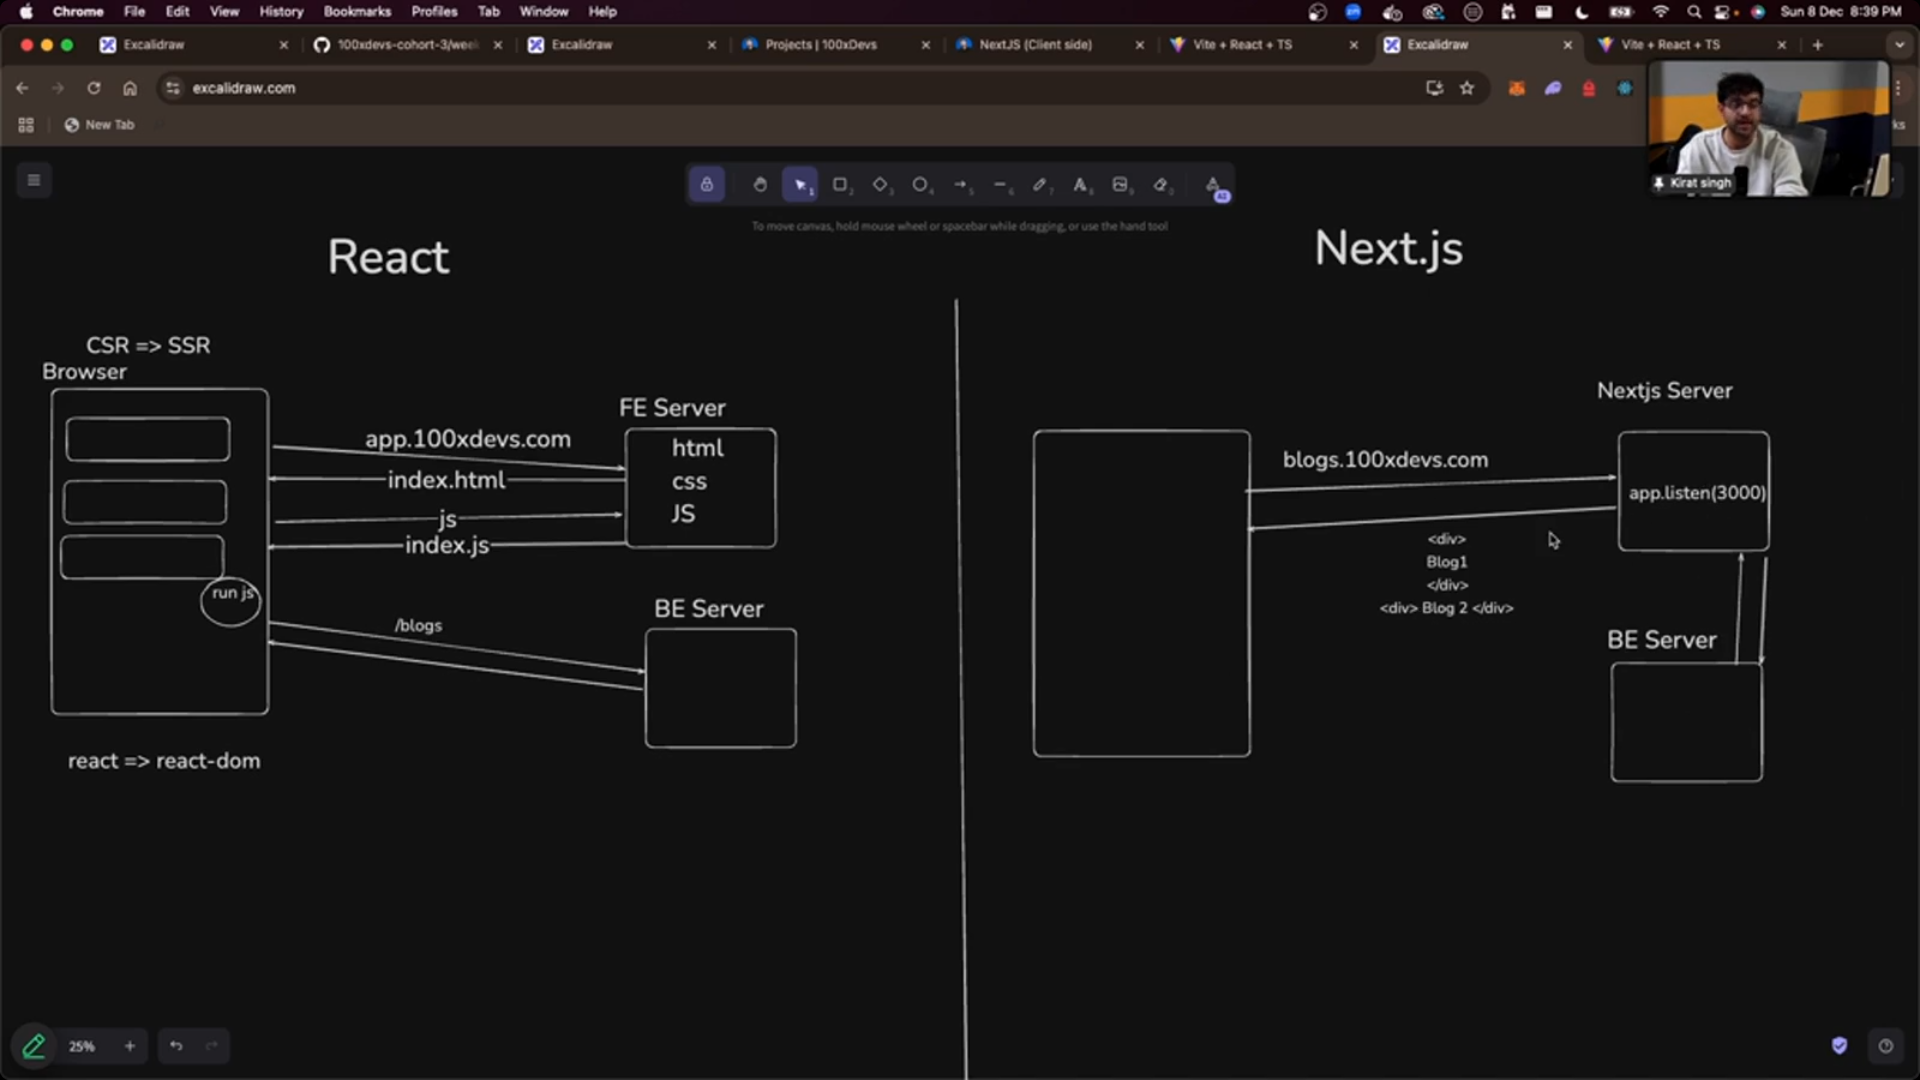 Chrome File Edit View History Bookmarks Profiles Tab Window Help Sun 8 Dec 8:39 PM
Excalidraw 100xdevs-cohort-3/week Excalidraw Projects | 100xDevs NextJS (Client side) Vite + React + TS Excalidraw Vite + React + TS
excalidraw.com
New Tab
Kirat singh
To move canvas, hold mouse wheel or spacebar while dragging, or use the hand tool
React
Next.js
CSR => SSR
Browser
FE Server
app.100xdevs.com
html
index.html
css
js
JS
index.js
run js
/blogs
BE Server
react => react-dom
Nextjs Server
blogs.100xdevs.com
app.listen(3000)
<div>
Blog1
</div>
<div> Blog 2 </div>
BE Server
25%